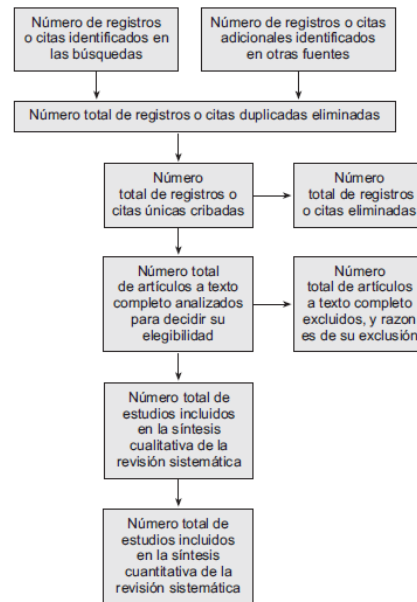 Número de registros
o citas identificados en
las búsquedas
Número de registros o citas
adicionales identificados
en otras fuentes
Número total de registros o citas duplicadas eliminadas
Número
total de registros o
citas únicas cribadas
Número
total de registros
o citas eliminadas
Número total
de artículos a texto
completo analizados
para decidir su
elegibilidad
Número
total de artículos
a texto completo
excluidos, y razon
es de su exclusión
Número total de
estudios incluidos
en la síntesis
cualitativa de la
revisión sistemática
Número total de
estudios incluidos
en la síntesis
cuantitativa de la
revisión sistemática